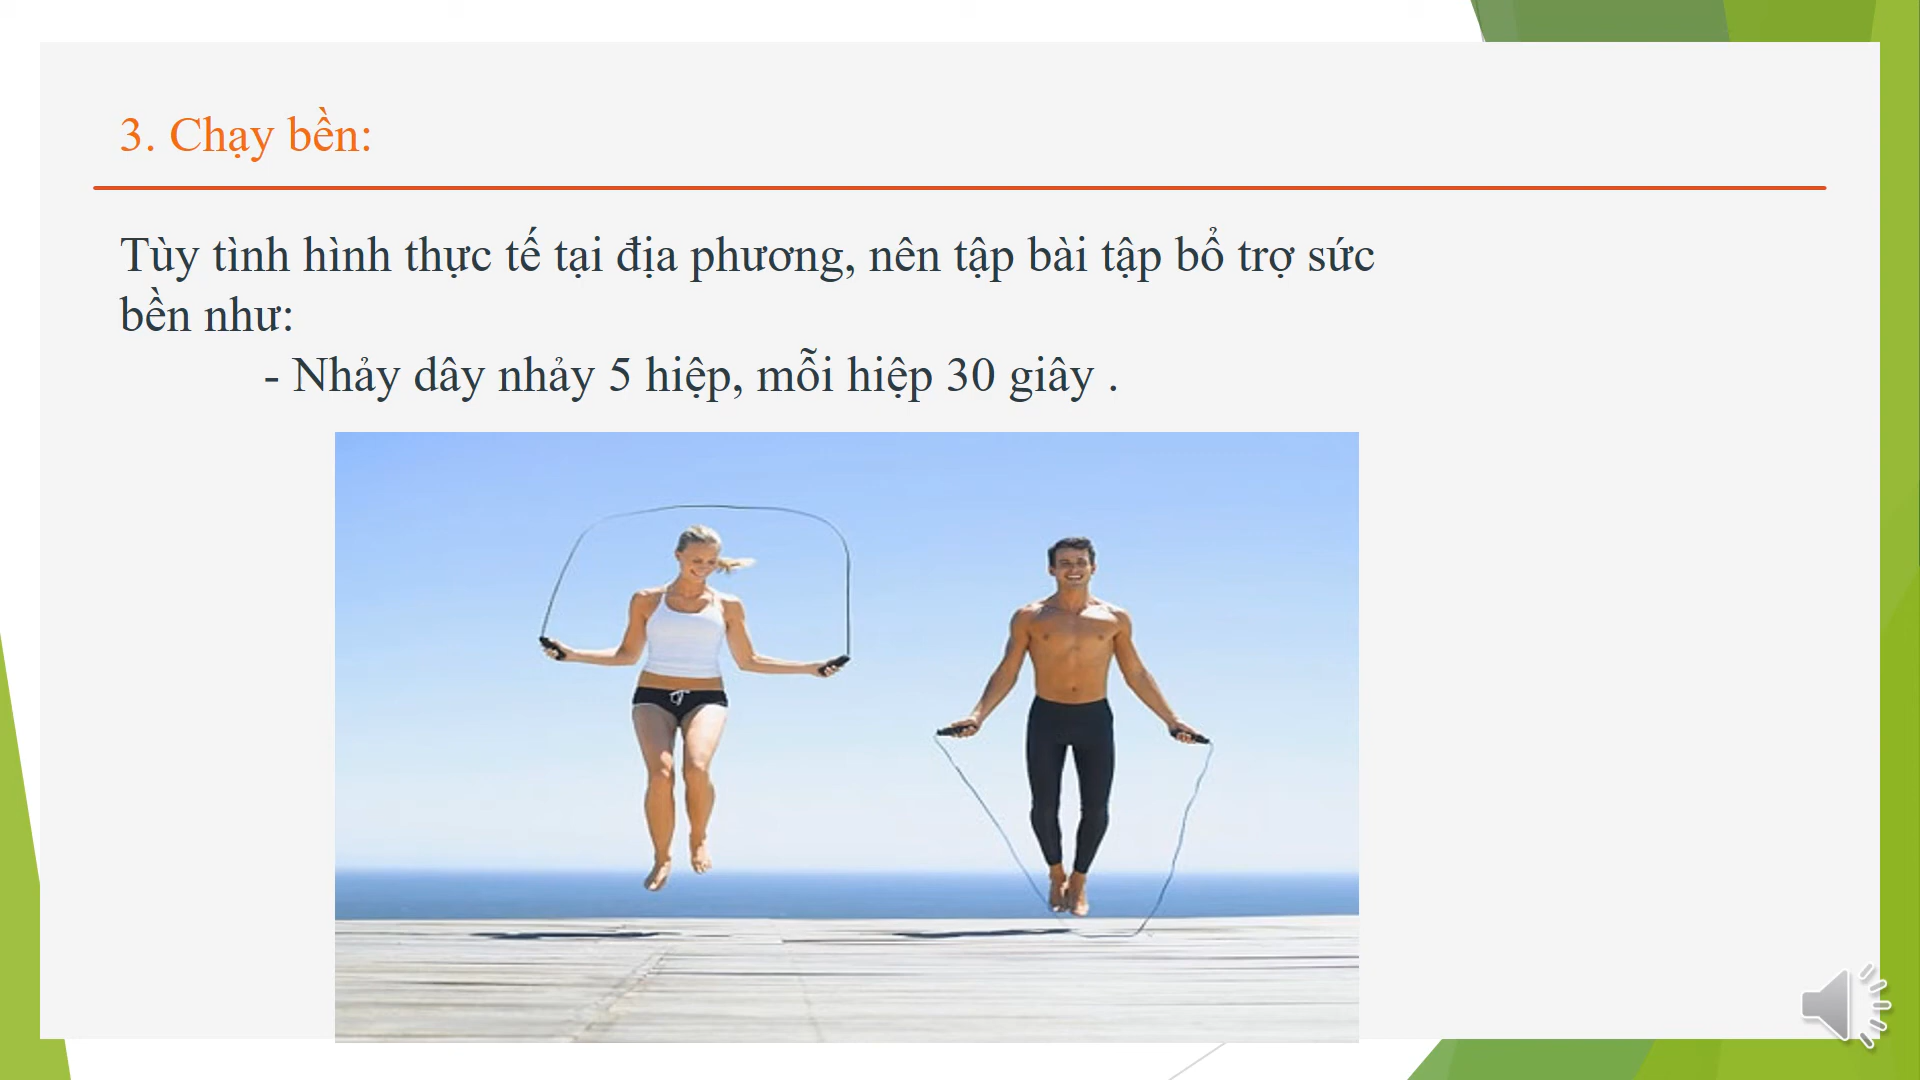 3. Chạy bền:
Tùy tình hình thực tế tại địa phương, nên tập bài tập bổ trợ sức
bền như:
- Nhảy dây nhảy 5 hiệp, mỗi hiệp 30 giây .